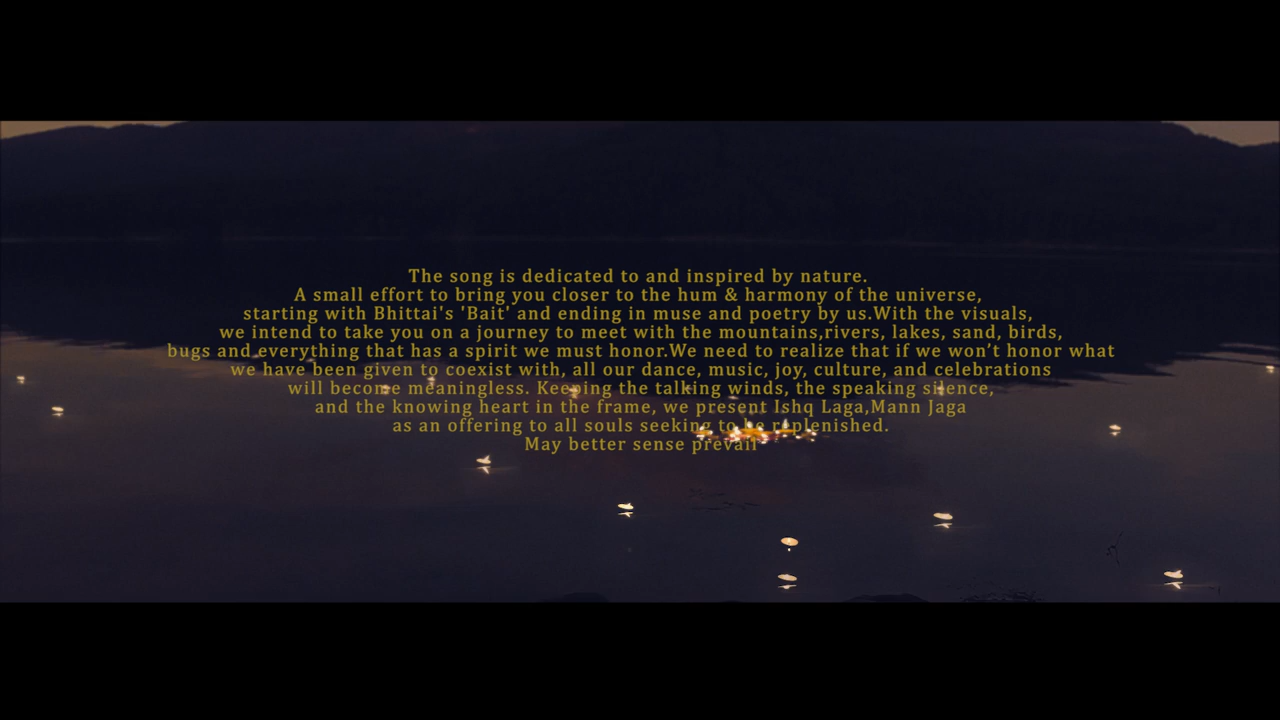 The song is dedicated to and inspired by nature.
A small effort to bring you closer to the hum & harmony of the universe,
starting with Bhittai's 'Bait' and ending in muse and poetry by us.With the visuals,
we intend to take you on a journey to meet with the mountains,rivers, lakes, sand, birds,
bugs and everything that has a spirit we must honor.We need to realize that if we won’t honor what
we have been given to coexist with, all our dance, music, joy, culture, and celebrations
will become meaningless. Keeping the talking winds, the speaking silence,
and the knowing heart in the frame, we present Ishq Laga,Mann Jaga
as an offering to all souls seeking to be replenished.
May better sense prevail